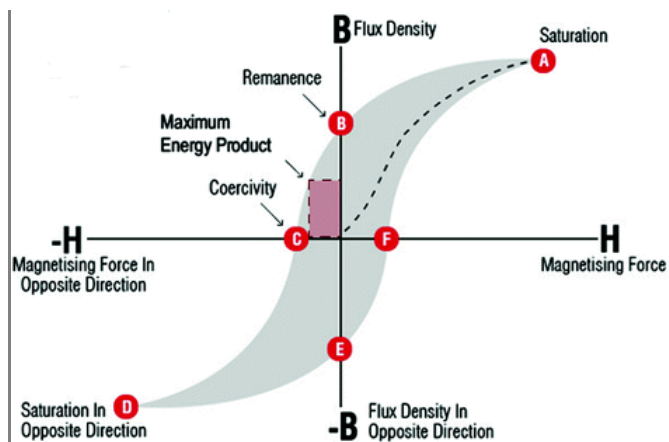 B Flux Density
Saturation
A
Remanence
B
Maximum
Energy Product
Coercivity
-H
C
F
H
Magnetising Force In
Opposite Direction
Magnetising Force
E
D
Saturation In
Opposite Direction
-B
Flux Density In
Opposite Direction